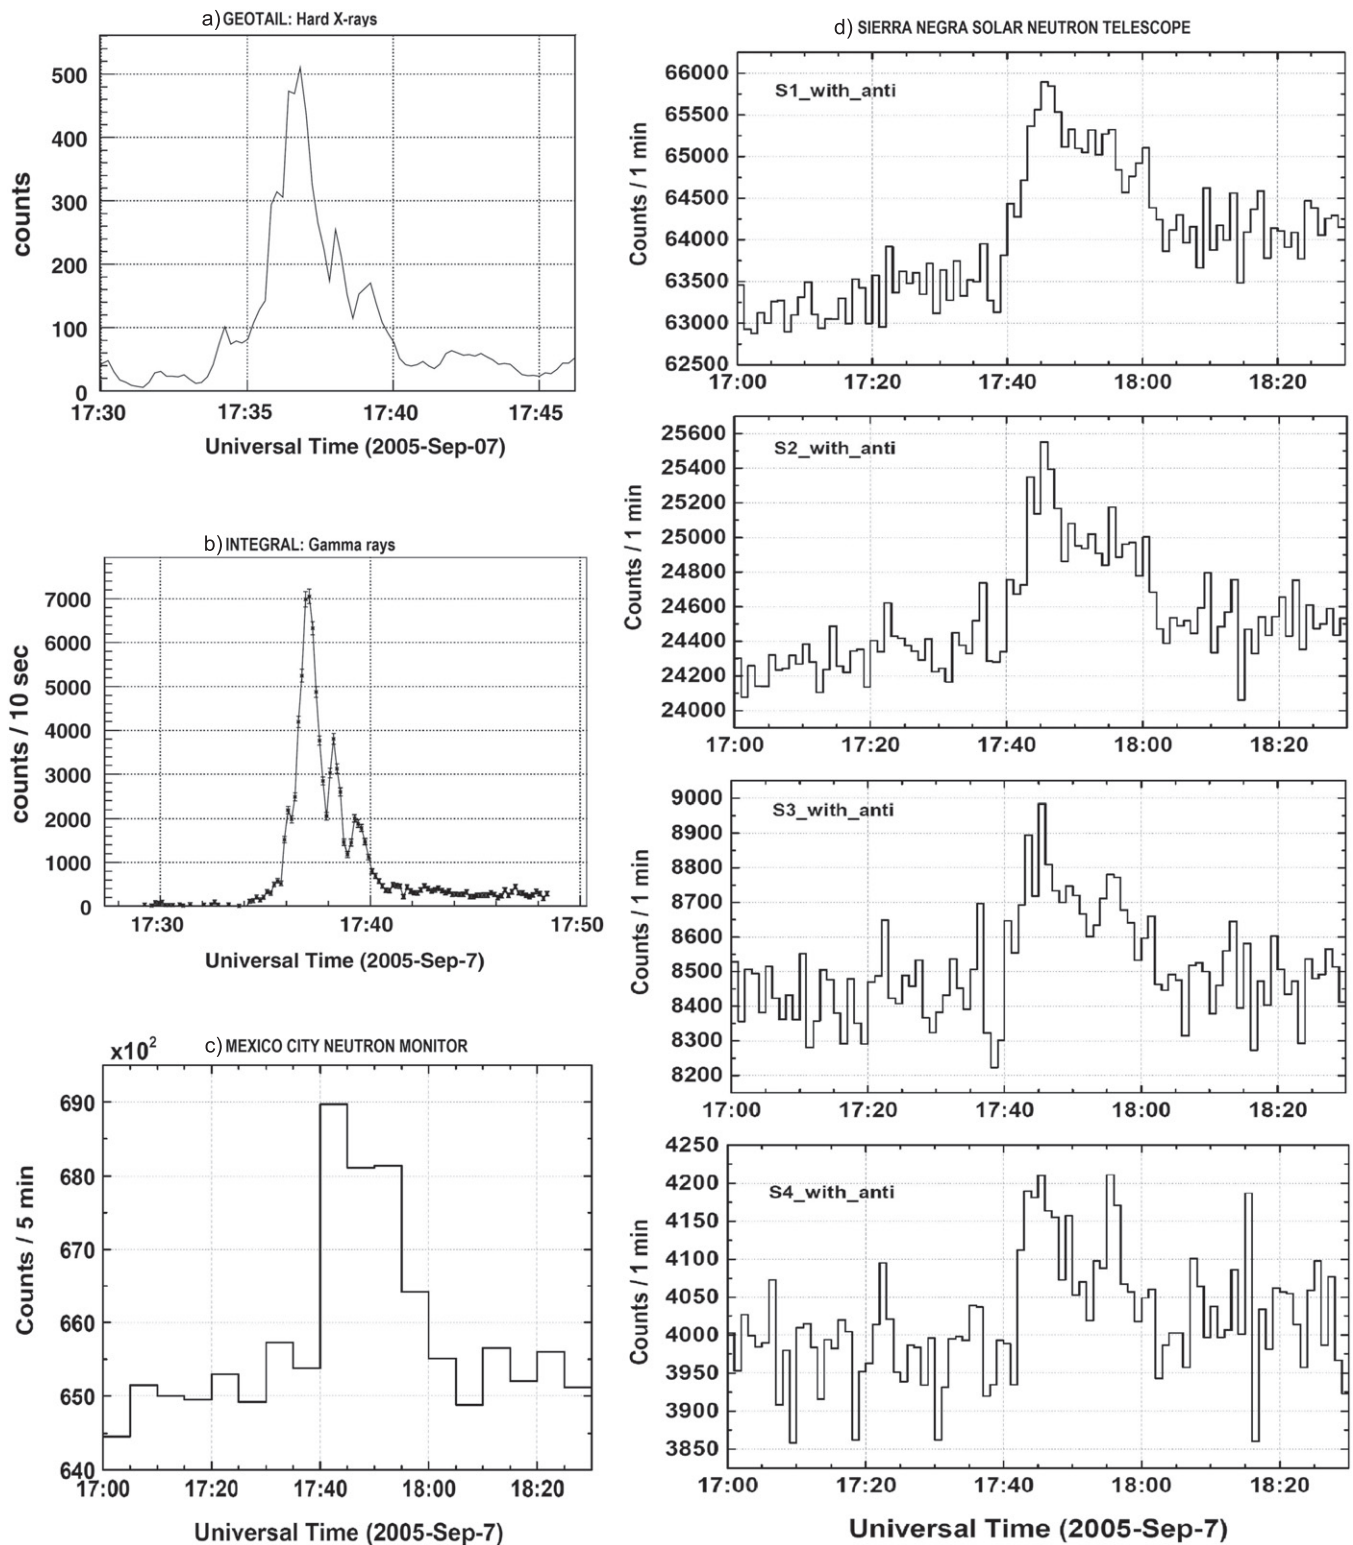 a) GEOTAIL: Hard X-rays
500
400
300
200
100
0
counts
17:30 17:35 17:40 17:45
Universal Time (2005-Sep-07)
b) INTEGRAL: Gamma rays
7000
6000
5000
4000
3000
2000
1000
0
counts / 10 sec
17:30 17:40 17:50
Universal Time (2005-Sep-7)
x10²
c) MEXICO CITY NEUTRON MONITOR
690
680
670
660
650
640
Counts / 5 min
17:00 17:20 17:40 18:00 18:20
Universal Time (2005-Sep-7)
d) SIERRA NEGRA SOLAR NEUTRON TELESCOPE
S1_with_anti
66000
65500
65000
64500
64000
63500
63000
62500
Counts / 1 min
17:00 17:20 17:40 18:00 18:20
S2_with_anti
25600
25400
25200
25000
24800
24600
24400
24200
24000
Counts / 1 min
17:00 17:20 17:40 18:00 18:20
S3_with_anti
9000
8900
8800
8700
8600
8500
8400
8300
8200
Counts / 1 min
17:00 17:20 17:40 18:00 18:20
S4_with_anti
4250
4200
4150
4100
4050
4000
3950
3900
3850
Counts / 1 min
17:00 17:20 17:40 18:00 18:20
Universal Time (2005-Sep-7)